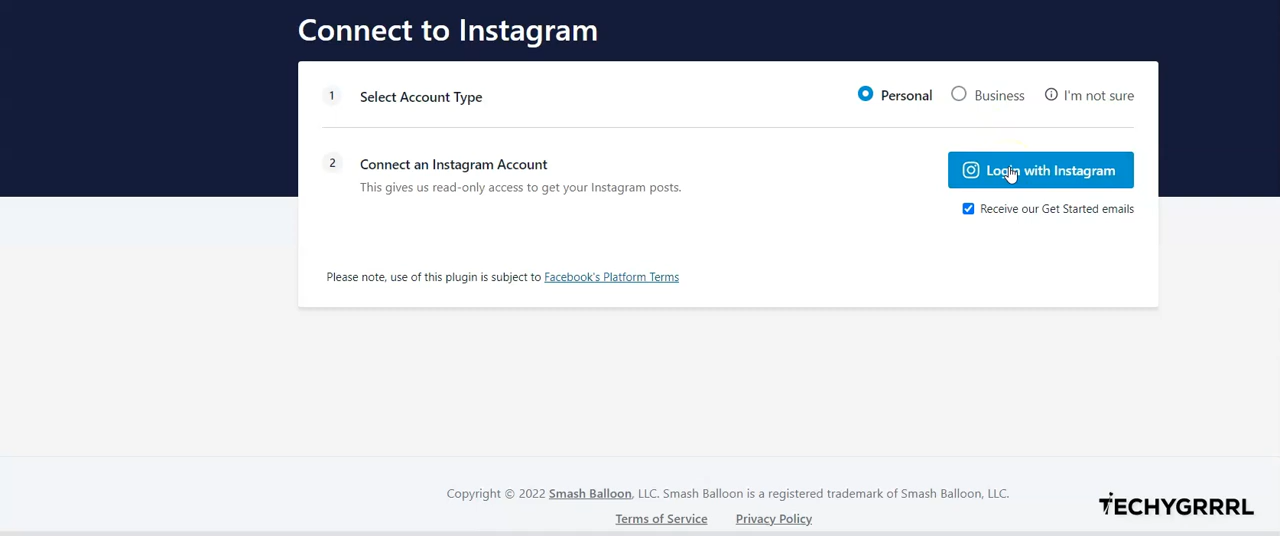 Connect to Instagram
1 Select Account Type Personal Business I'm not sure
2 Connect an Instagram Account Login with Instagram
This gives us read-only access to get your Instagram posts.
Receive our Get Started emails
Please note, use of this plugin is subject to Facebook's Platform Terms
Copyright © 2022 Smash Balloon, LLC. Smash Balloon is a registered trademark of Smash Balloon, LLC.
TECHYGRRRL
Terms of Service Privacy Policy